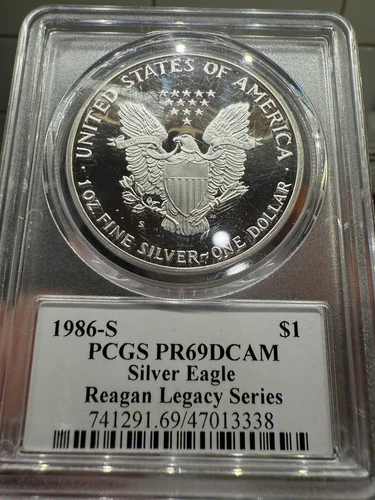 UNITED STATES OF AMERICA
S
1 OZ. FINE SILVER~ONE DOLLAR
1986-S $1
PCGS PR69DCAM
Silver Eagle
Reagan Legacy Series
741291.69/47013338